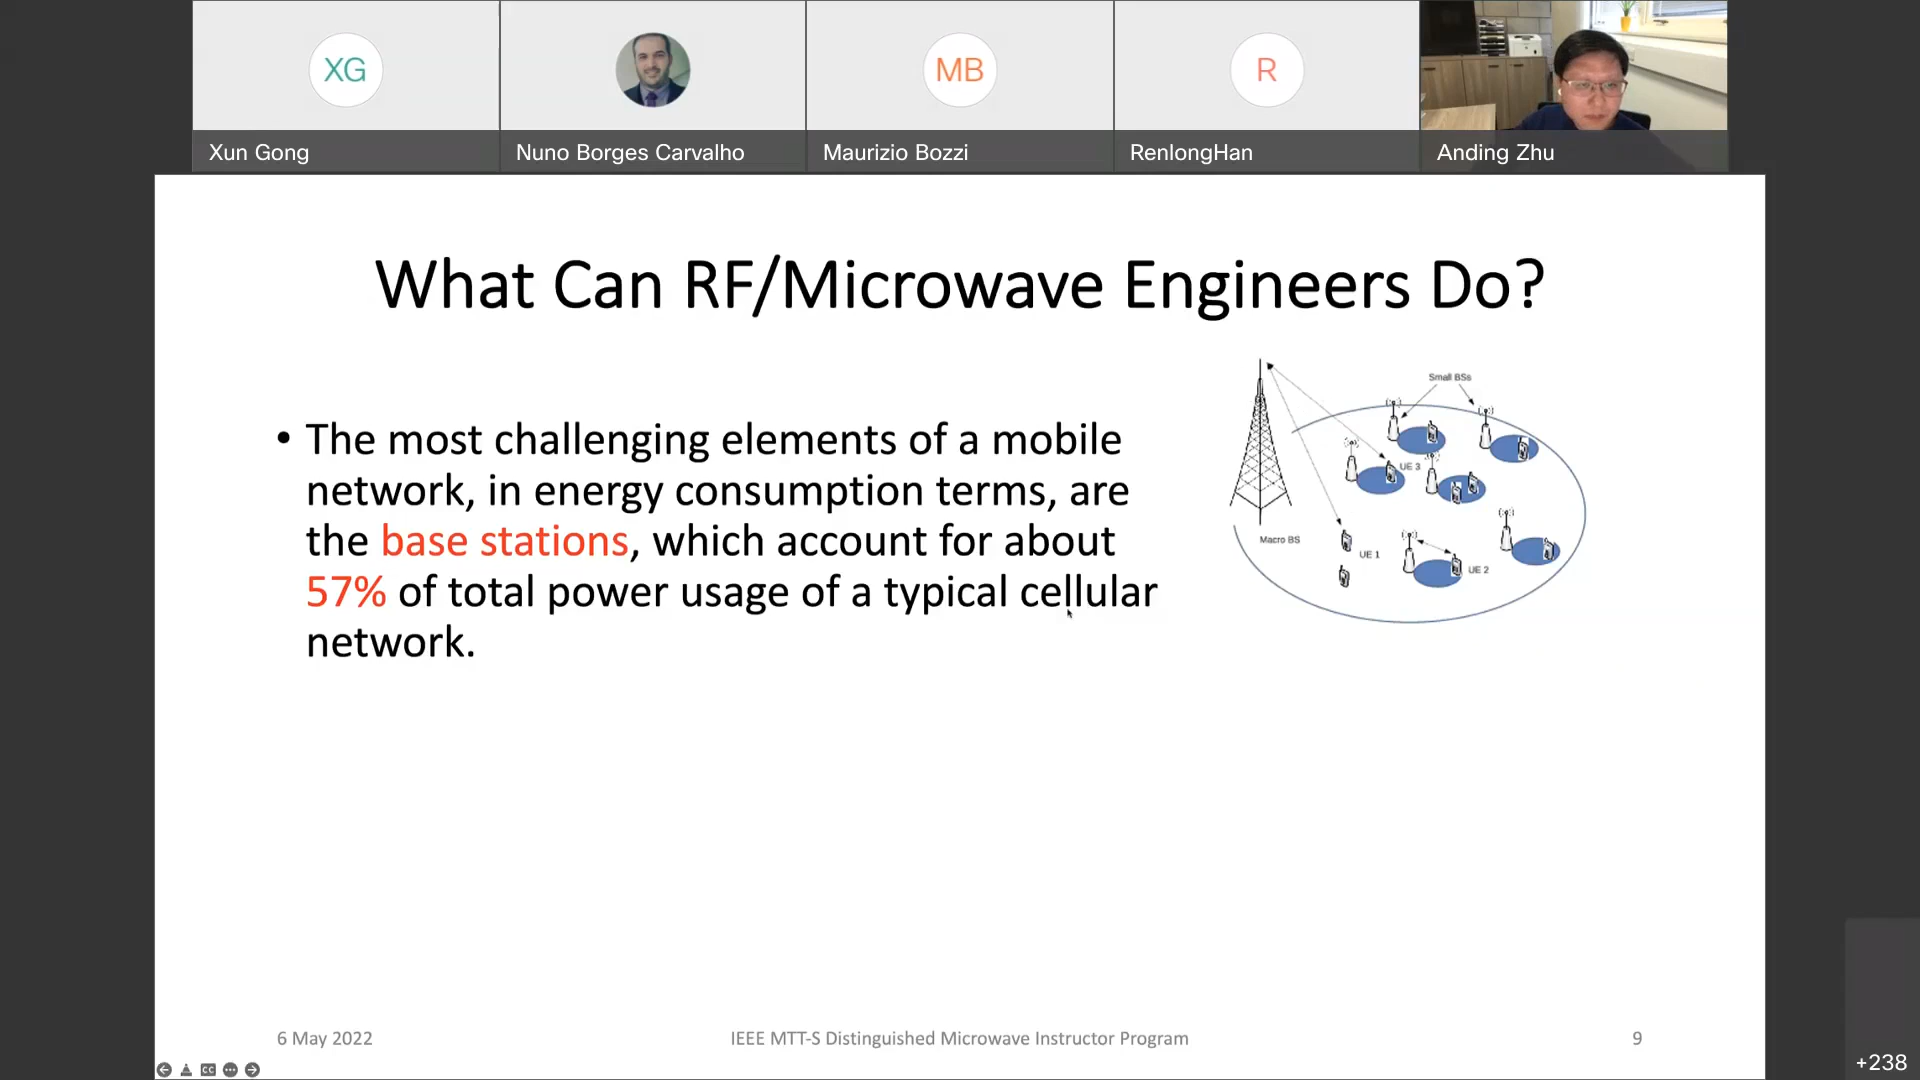 XG
MB
R
Xun Gong
Nuno Borges Carvalho
Maurizio Bozzi
RenlongHan
Anding Zhu
What Can RF/Microwave Engineers Do?
• The most challenging elements of a mobile
network, in energy consumption terms, are
the base stations, which account for about
57% of total power usage of a typical cellular
network.
Small BSs
UE 3
Macro BS
UE 1
UE 2
6 May 2022
IEEE MTT-S Distinguished Microwave Instructor Program
9
CC
+238